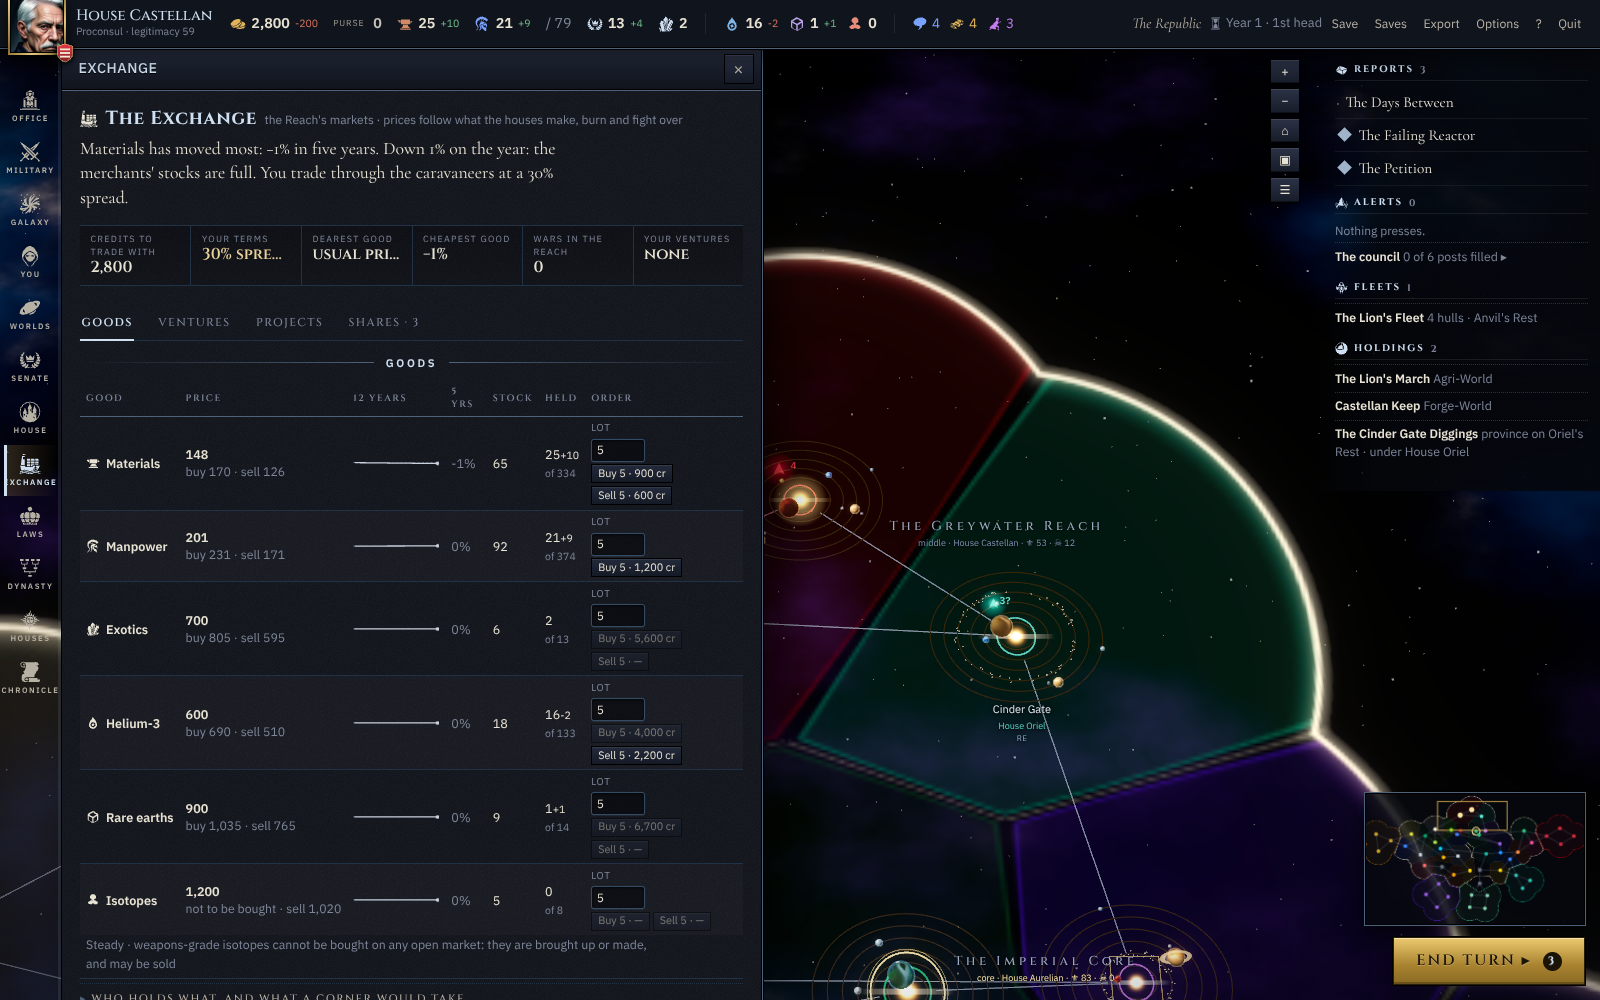 HOUSE CASTELLAN
Proconsul · legitimacy 59
2,800 -200 PURSE 0 25 +10 21 +9 / 79 13 +4 2 16 -2 1 +1 0 4 4 3
The Republic Year 1 · 1st head Save Saves Export Options ? Quit
OFFICE
MILITARY
GALAXY
YOU
WORLDS
SENATE
HOUSE
EXCHANGE
LAWS
DYNASTY
HOUSES
CHRONICLE
EXCHANGE ×
THE EXCHANGE the Reach's markets · prices follow what the houses make, burn and fight over
Materials has moved most: −1% in five years. Down 1% on the year: the
merchants' stocks are full. You trade through the caravaneers at a 30%
spread.
CREDITS TO TRADE WITH
2,800
YOUR TERMS
30% SPRE...
DEAREST GOOD
USUAL PRI...
CHEAPEST GOOD
−1%
WARS IN THE REACH
0
YOUR VENTURES
NONE
GOODS VENTURES PROJECTS SHARES · 3
GOODS
GOOD PRICE 12 YEARS 5 YRS STOCK HELD ORDER
LOT
Materials 148 -1% 65 25+10 5
buy 170 · sell 126 of 334 Buy 5 · 900 cr
Sell 5 · 600 cr
LOT
Manpower 201 0% 92 21+9 5
buy 231 · sell 171 of 374 Buy 5 · 1,200 cr
LOT
Exotics 700 0% 6 2 5
buy 805 · sell 595 of 13 Buy 5 · 5,600 cr
Sell 5 · —
LOT
Helium-3 600 0% 18 16-2 5
buy 690 · sell 510 of 133 Buy 5 · 4,000 cr
Sell 5 · 2,200 cr
LOT
Rare earths 900 0% 9 1+1 5
buy 1,035 · sell 765 of 14 Buy 5 · 6,700 cr
Sell 5 · —
LOT
Isotopes 1,200 0% 5 0 5
not to be bought · sell 1,020 of 8 Buy 5 · — Sell 5 · —
Steady · weapons-grade isotopes cannot be bought on any open market: they are brought up or made,
and may be sold
WHO HOLDS WHAT, AND WHAT A CORNER WOULD TAKE
4
THE GREYWATER REACH
middle · House Castellan · 53 · 12
3?
Cinder Gate
House Oriel
RE
THE IMPERIAL CORE
core · House Aurelian · 83 · 0
+
−
REPORTS 3
The Days Between
The Failing Reactor
The Petition
ALERTS 0
Nothing presses.
The council 0 of 6 posts filled ▸
FLEETS 1
The Lion's Fleet 4 hulls · Anvil's Rest
HOLDINGS 2
The Lion's March Agri-World
Castellan Keep Forge-World
The Cinder Gate Diggings province on Oriel's
Rest · under House Oriel
END TURN ▸ 3